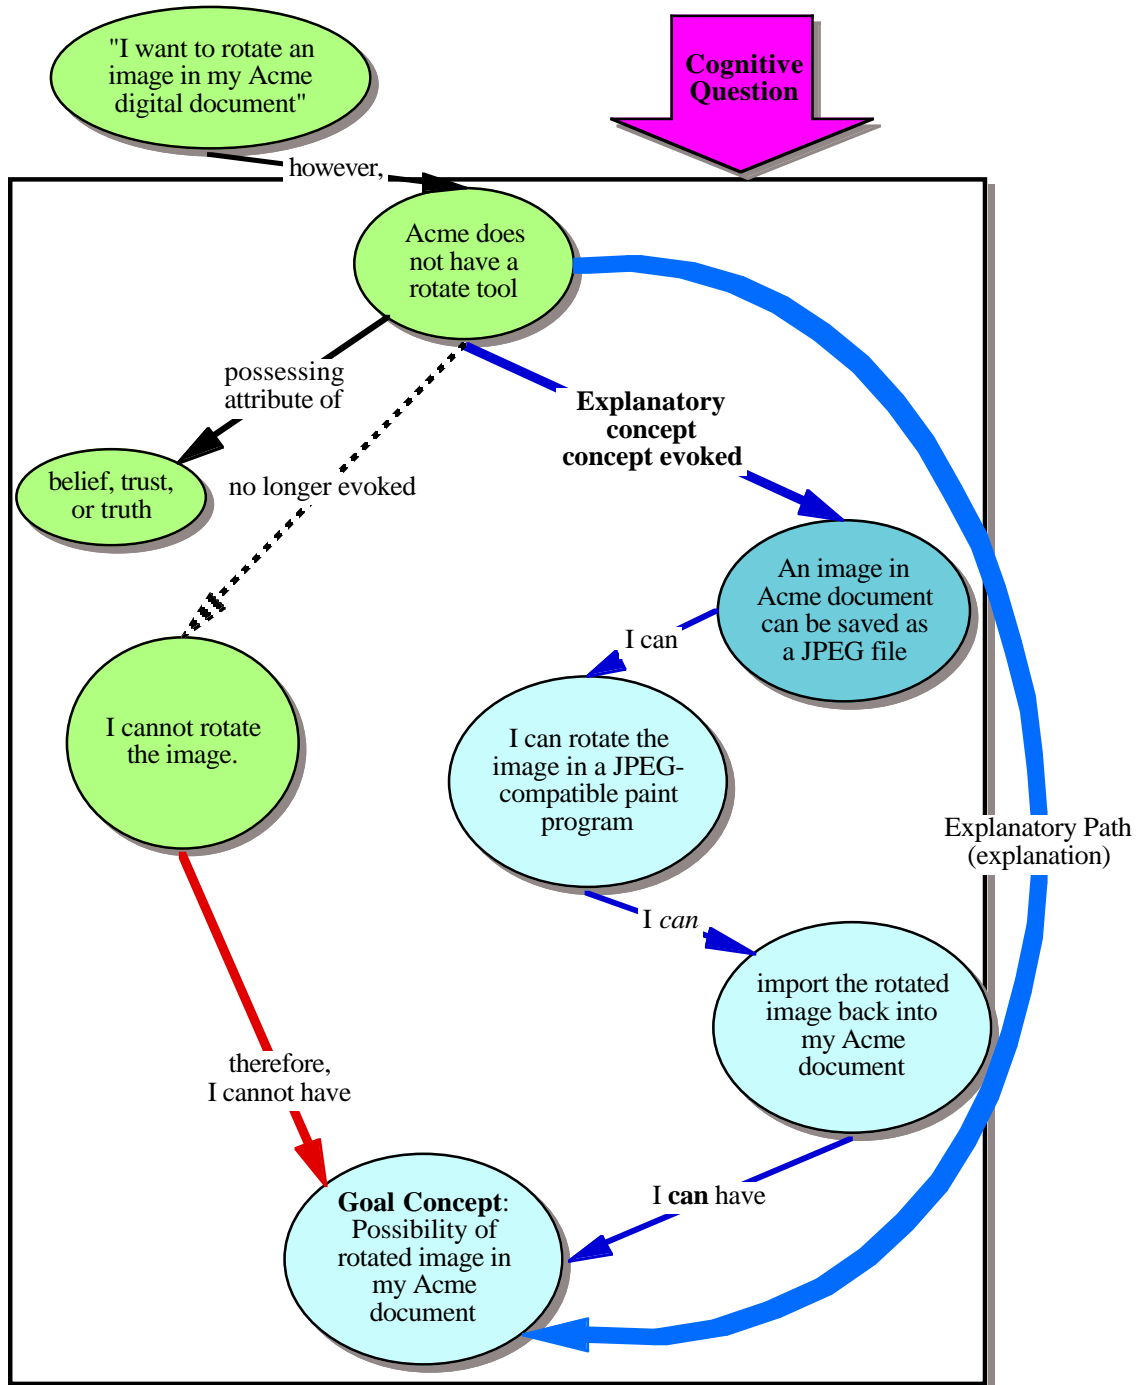 "I want to rotate an
image in my Acme
digital document"
Cognitive
Question
however,
Acme does
not have a
rotate tool
possessing
attribute of
Explanatory
concept
concept evoked
belief, trust,
or truth
no longer evoked
An image in
Acme document
can be saved as
a JPEG file
I can
I cannot rotate
the image.
I can rotate the
image in a JPEG-
compatible paint
program
Explanatory Path
(explanation)
I can
import the rotated
image back into
my Acme
document
therefore,
I cannot have
I can have
Goal Concept:
Possibility of
rotated image in
my Acme
document